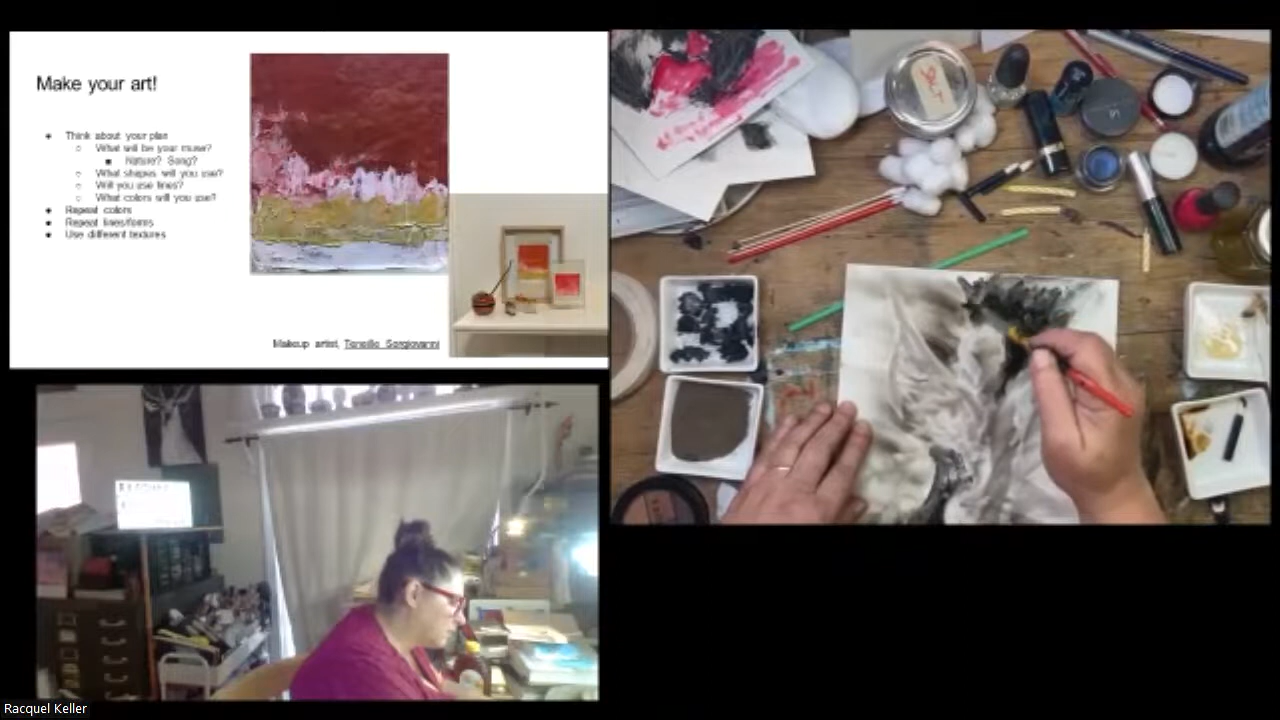 Make your art!
Think about your plan
What will be your muse?
Nature? Song?
What shapes will you use?
Will you use lines?
What colors will you use?
Repeat colors
Repeat lines/forms
Use different textures
Makeup artist,
SALT
Racquel Keller